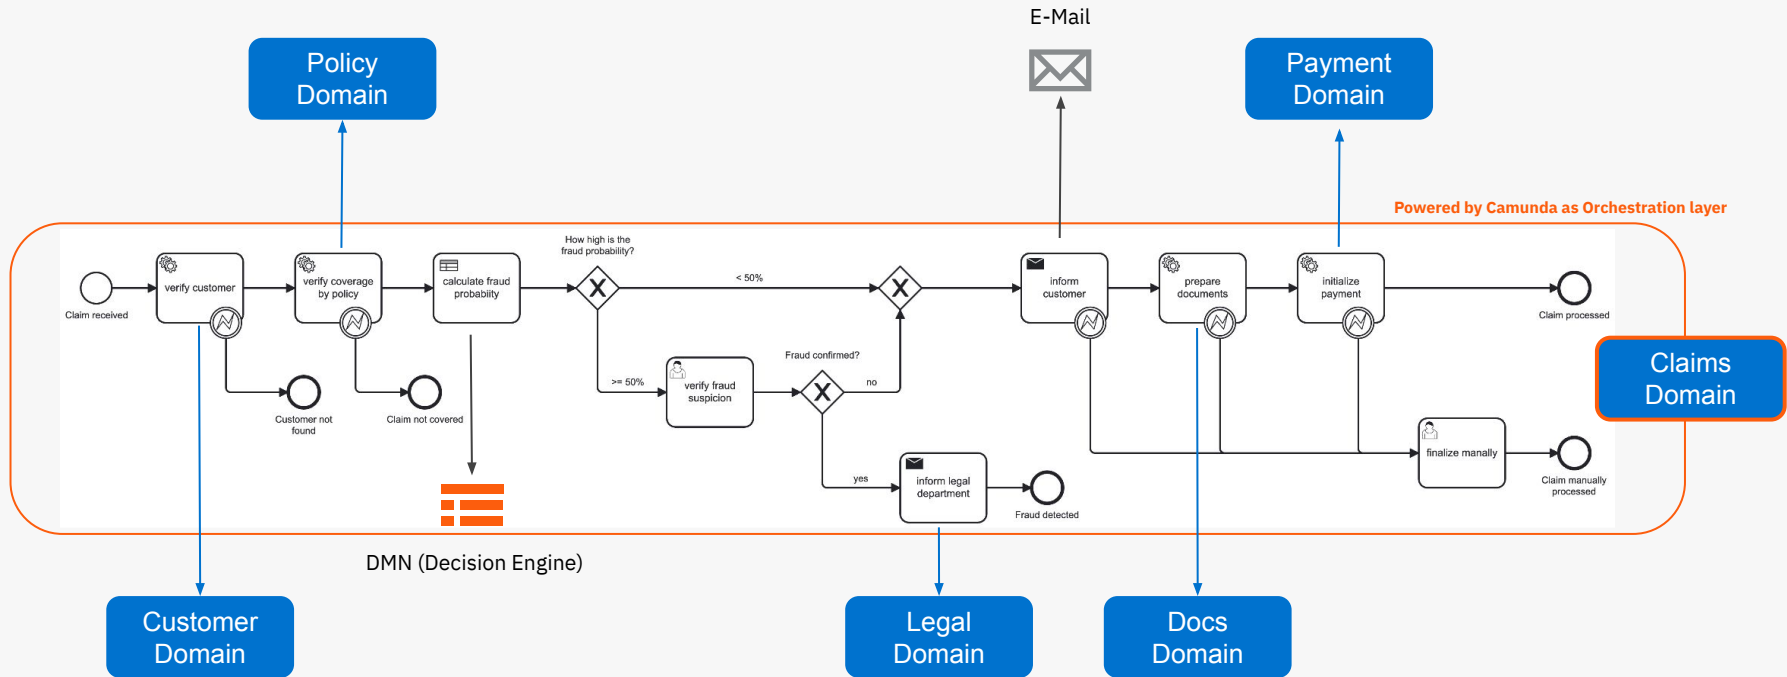 E-Mail
Policy
Domain
Payment
Domain
Powered by Camunda as Orchestration layer
How high is the
fraud probability?
verify customer
verify coverage
by policy
calculate fraud
probability
< 50%
inform
customer
prepare
documents
initialize
payment
Claim received
Claim processed
Fraud confirmed?
Claims
Domain
>= 50%
verify fraud
suspicion
no
Customer not
found
Claim not covered
finalize manally
yes
inform legal
department
Claim manually
processed
Fraud detected
DMN (Decision Engine)
Customer
Domain
Legal
Domain
Docs
Domain